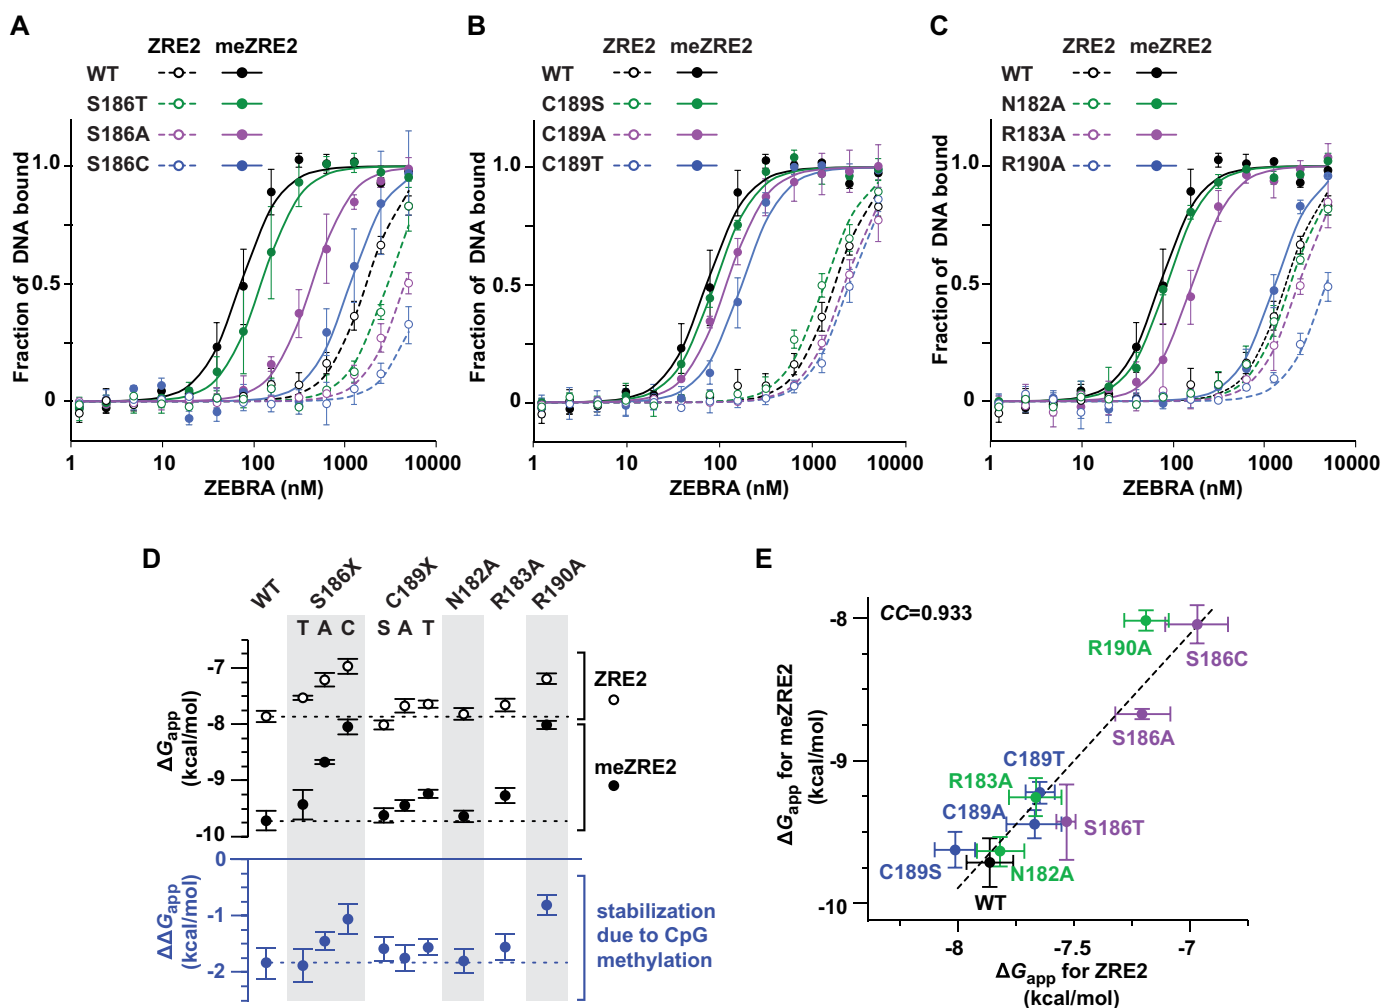 A
ZRE2 meZRE2
WT
S186T
S186A
S186C
Fraction of DNA bound
1.0
0.5
0
1 10 100 1000 10000
ZEBRA (nM)
B
ZRE2 meZRE2
WT
C189S
C189A
C189T
Fraction of DNA bound
1.0
0.5
0
1 10 100 1000 10000
ZEBRA (nM)
C
ZRE2 meZRE2
WT
N182A
R183A
R190A
Fraction of DNA bound
1.0
0.5
0
1 10 100 1000 10000
ZEBRA (nM)
D
WT S186X C189X N182A R183A R190A
T A C S A T
ΔGapp
(kcal/mol)
-7
-8
-9
-10
ZRE2
meZRE2
ΔΔGapp
(kcal/mol)
0
-1
-2
stabilization
due to CpG
methylation
E
CC=0.933
ΔGapp for meZRE2
(kcal/mol)
-8
-9
-10
R190A
S186C
S186A
C189T
R183A
C189A
S186T
C189S
N182A
WT
-8 -7.5 -7
ΔGapp for ZRE2
(kcal/mol)